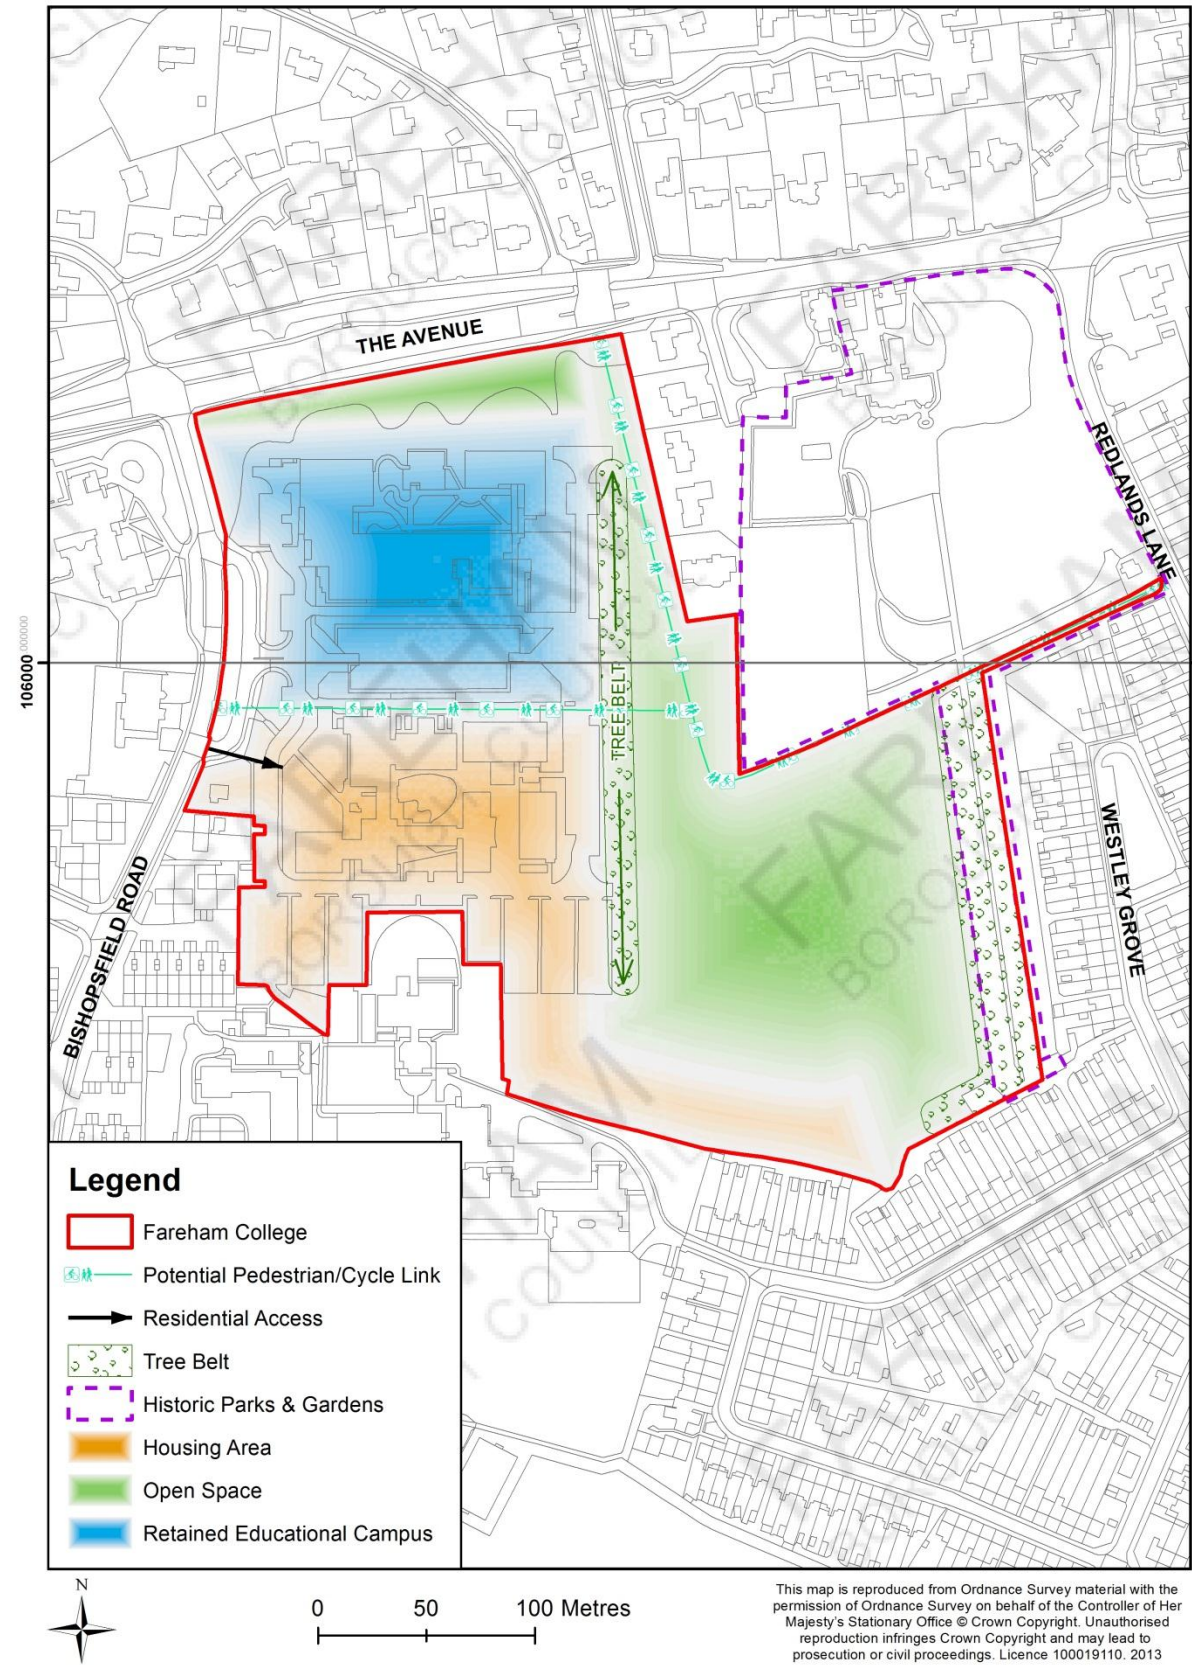 THE AVENUE
REDLANDS LANE
106000 000000
TREE BELT
WESTLEY GROVE
BISHOPSFIELD ROAD
FAREHAM
BOROUGH COUNCIL
Legend
Fareham College
Potential Pedestrian/Cycle Link
Residential Access
Tree Belt
Historic Parks & Gardens
Housing Area
Open Space
Retained Educational Campus
N
0 50 100 Metres
This map is reproduced from Ordnance Survey material with the
permission of Ordnance Survey on behalf of the Controller of Her
Majesty's Stationary Office © Crown Copyright. Unauthorised
reproduction infringes Crown Copyright and may lead to
prosecution or civil proceedings. Licence 100019110. 2013